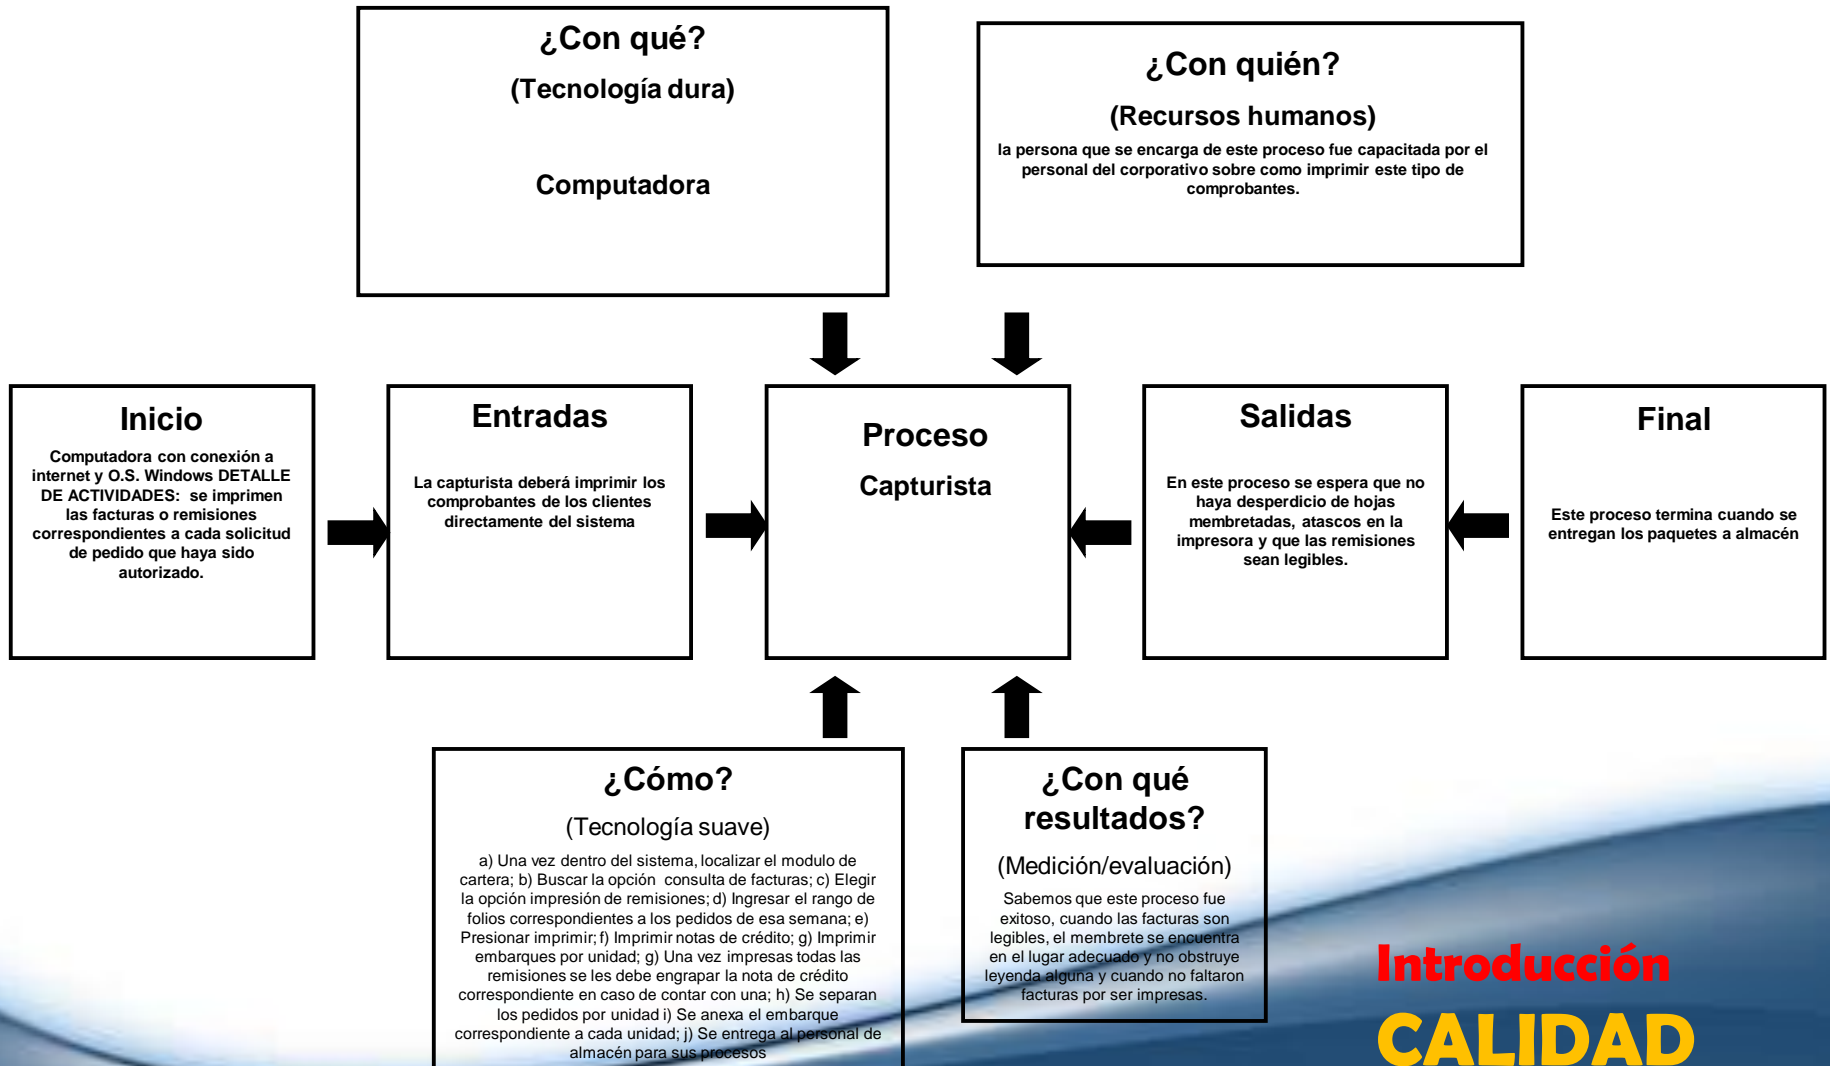 ¿Con qué?
(Tecnología dura)
Computadora
¿Con quién?
(Recursos humanos)
la persona que se encarga de este proceso fue capacitada por el
personal del corporativo sobre como imprimir este tipo de
comprobantes.
Inicio
Computadora con conexión a
internet y O.S. Windows DETALLE
DE ACTIVIDADES: se imprimen
las facturas o remisiones
correspondientes a cada solicitud
de pedido que haya sido
autorizado.
Entradas
La capturista deberá imprimir los
comprobantes de los clientes
directamente del sistema
Proceso
Capturista
Salidas
En este proceso se espera que no
haya desperdicio de hojas
membretadas, atascos en la
impresora y que las remisiones
sean legibles.
Final
Este proceso termina cuando se
entregan los paquetes a almacén
¿Cómo?
(Tecnología suave)
a) Una vez dentro del sistema, localizar el modulo de
cartera; b) Buscar la opción consulta de facturas; c) Elegir
la opción impresión de remisiones; d) Ingresar el rango de
folios correspondientes a los pedidos de esa semana; e)
Presionar imprimir; f) Imprimir notas de crédito; g) Imprimir
embarques por unidad; g) Una vez impresas todas las
remisiones se les debe engrapar la nota de crédito
correspondiente en caso de contar con una; h) Se separan
los pedidos por unidad i) Se anexa el embarque
correspondiente a cada unidad; j) Se entrega al personal de
almacén para sus procesos
¿Con qué
resultados?
(Medición/evaluación)
Sabemos que este proceso fue
exitoso, cuando las facturas son
legibles, el membrete se encuentra
en el lugar adecuado y no obstruye
leyenda alguna y cuando no faltaron
facturas por ser impresas.
Introducción
CALIDAD